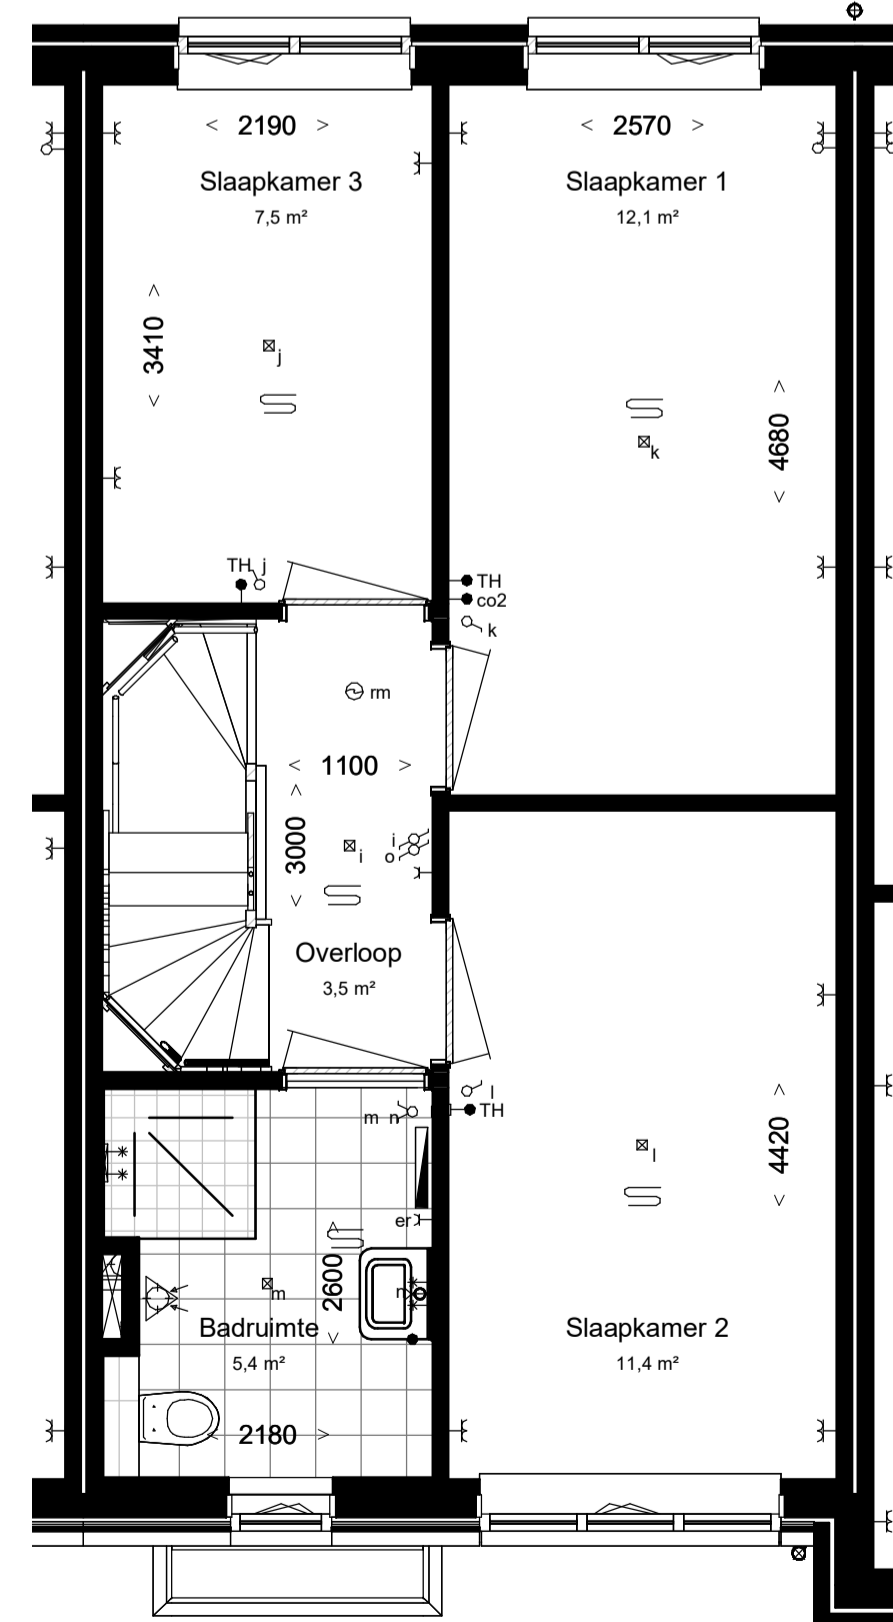 < 2190 >
Slaapkamer 3
7,5 m²
< 2570 >
Slaapkamer 1
12,1 m²
< 3410 >
j
k
< 4680 >
TH j
TH
co2
k
rm
< 1100 >
< 3000 >
i
i
o
Overloop
3,5 m²
l
TH
m n
l
< 4420 >
er
< 2600 >
m
n
Badruimte
5,4 m²
Slaapkamer 2
11,4 m²
< 2180 >